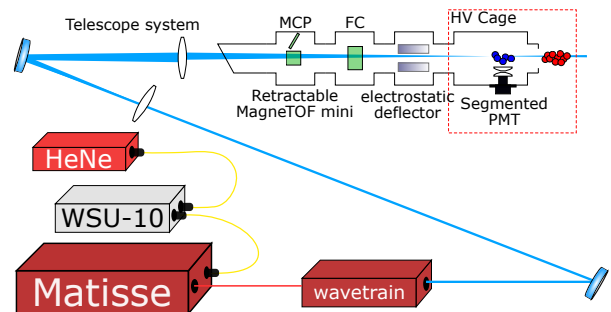 Telescope system
MCP
FC
HV Cage
Retractable
MagneTOF mini
electrostatic
deflector
Segmented
PMT
HeNe
WSU-10
Matisse
wavetrain